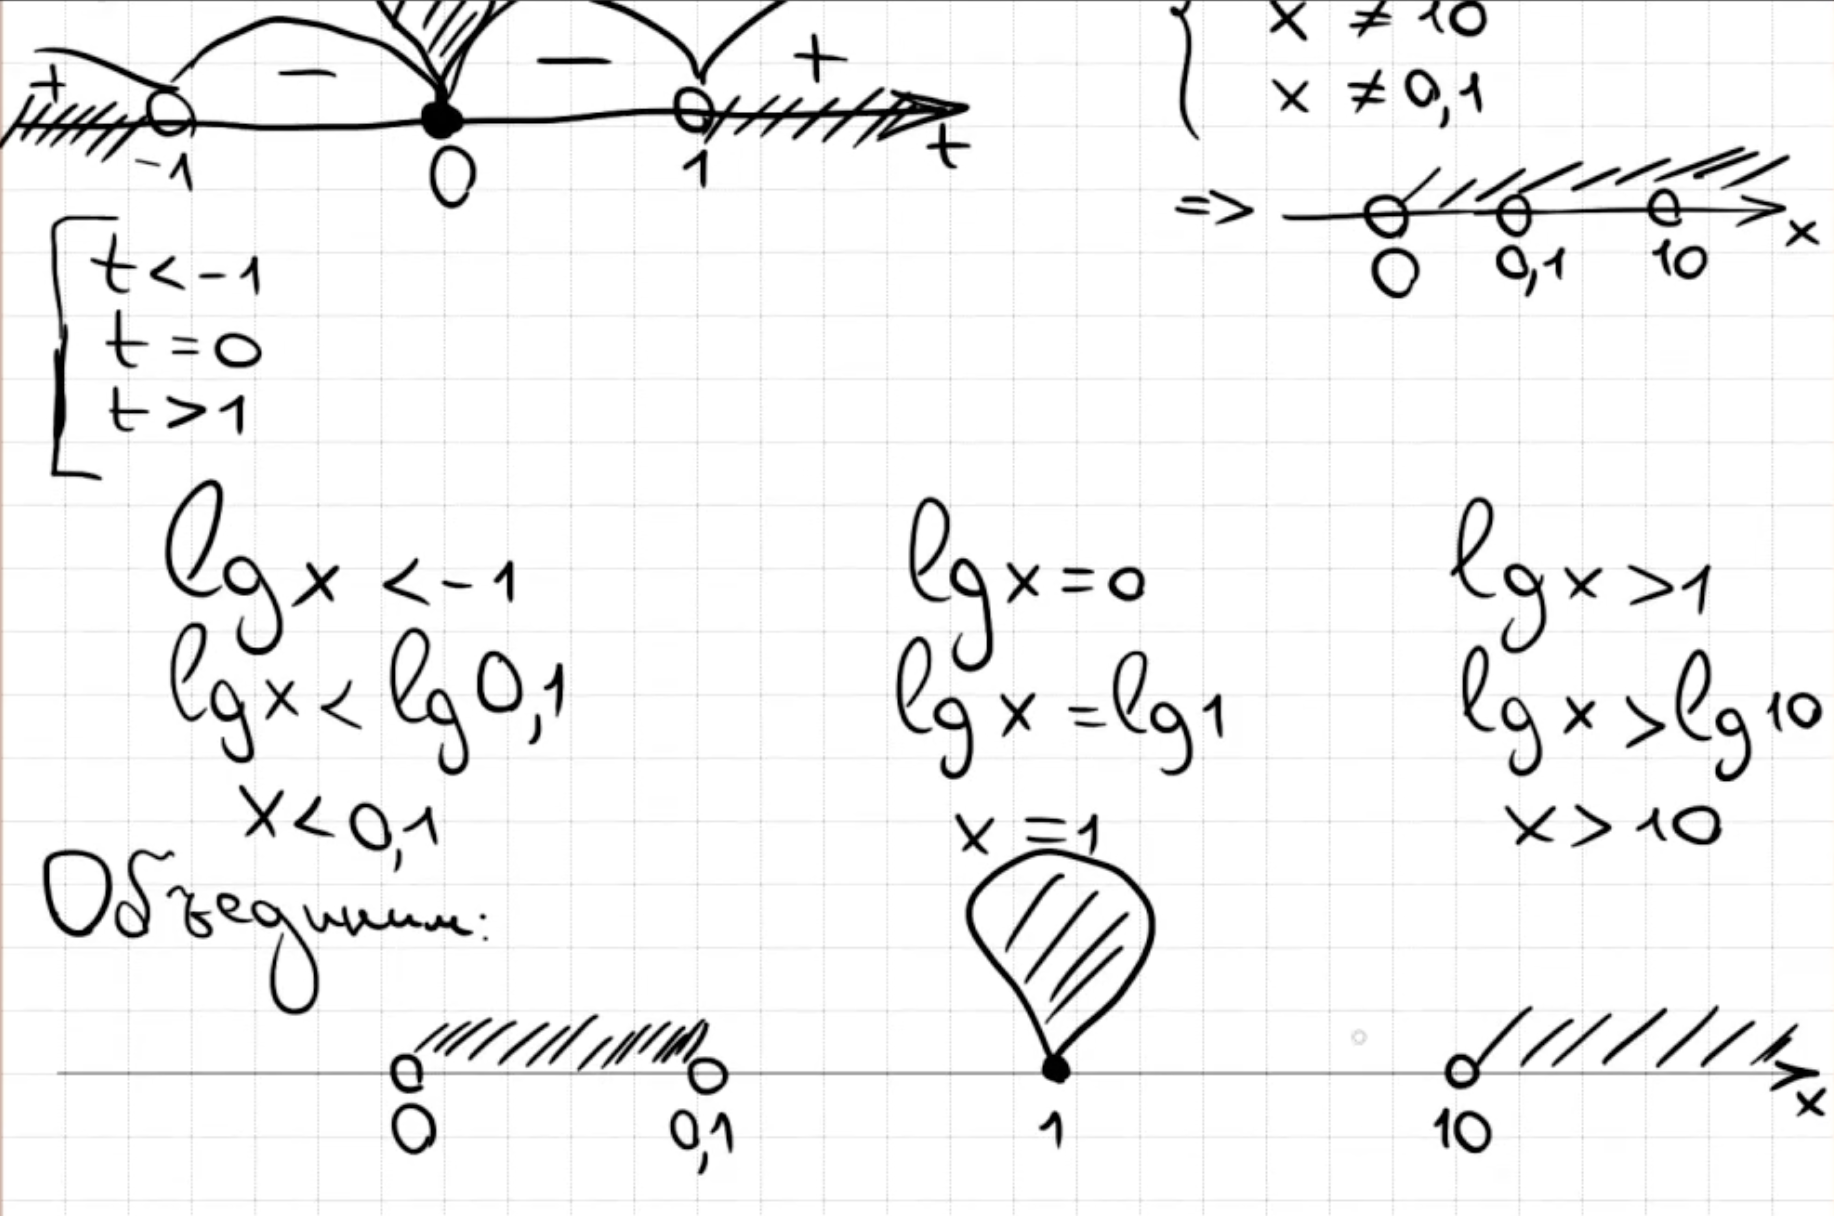 + − − +
-1 0 1 t
x ≠ 10
x ≠ 0,1
=> 0 0,1 10 x
t < -1
t = 0
t > 1
lg x < -1
lg x < lg 0,1
x < 0,1
lg x = 0
lg x = lg 1
x = 1
lg x > 1
lg x > lg 10
x > 10
Объединим:
0 0,1 1 10 x